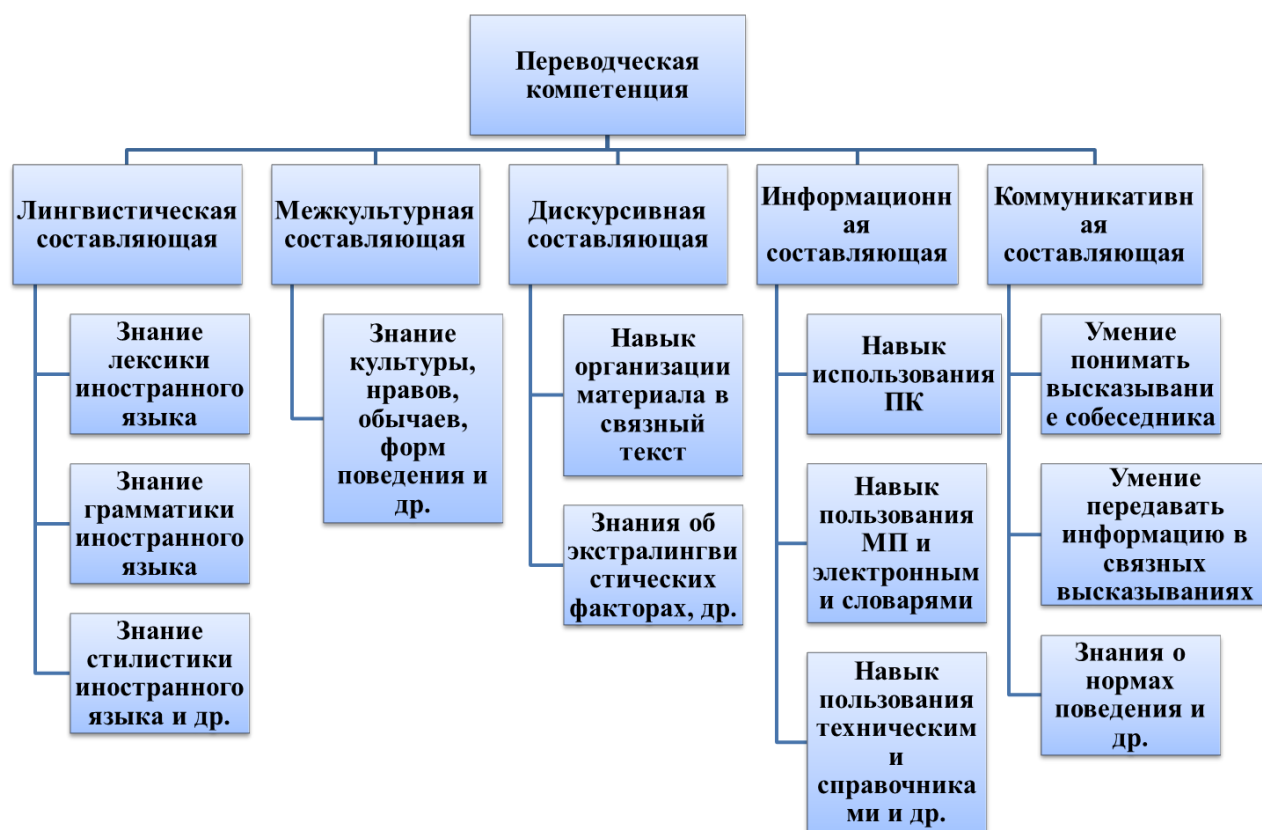 Переводческая
компетенция
Лингвистическая
составляющая
Межкультурная
составляющая
Дискурсивная
составляющая
Информационн
ая
составляющая
Коммуникативн
ая
составляющая
Знание
лексики
иностранного
языка
Знание
грамматики
иностранного
языка
Знание
стилистики
иностранного
языка и др.
Знание
культуры,
нравов,
обычаев,
форм
поведения и
др.
Навык
организации
материала в
связный
текст
Знания об
экстралингви
стических
факторах, др.
Навык
использования
ПК
Навык
пользования
МП и
электронным
и словарями
Навык
пользования
техническим
и
справочника
ми и др.
Умение
понимать
высказывани
е собеседника
Умение
передавать
информацию в
связных
высказываниях
Знания о
нормах
поведения и
др.